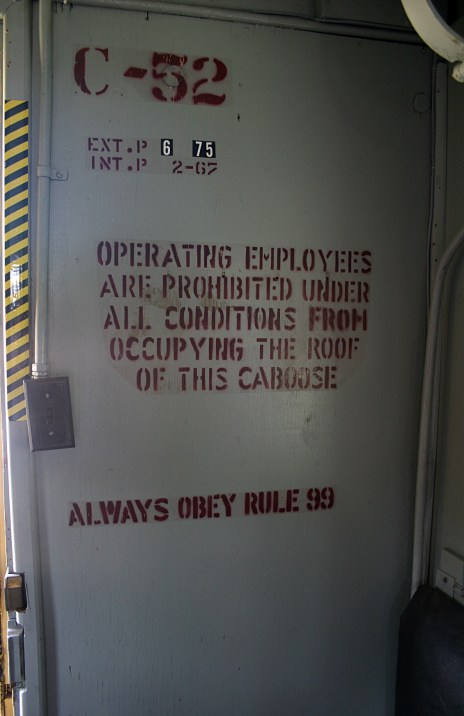 C-52
EXT.P 6 75
INT.P 2-67
OPERATING EMPLOYEES
ARE PROHIBITED UNDER
ALL CONDITIONS FROM
OCCUPYING THE ROOF
OF THIS CABOOSE
ALWAYS OBEY RULE 99